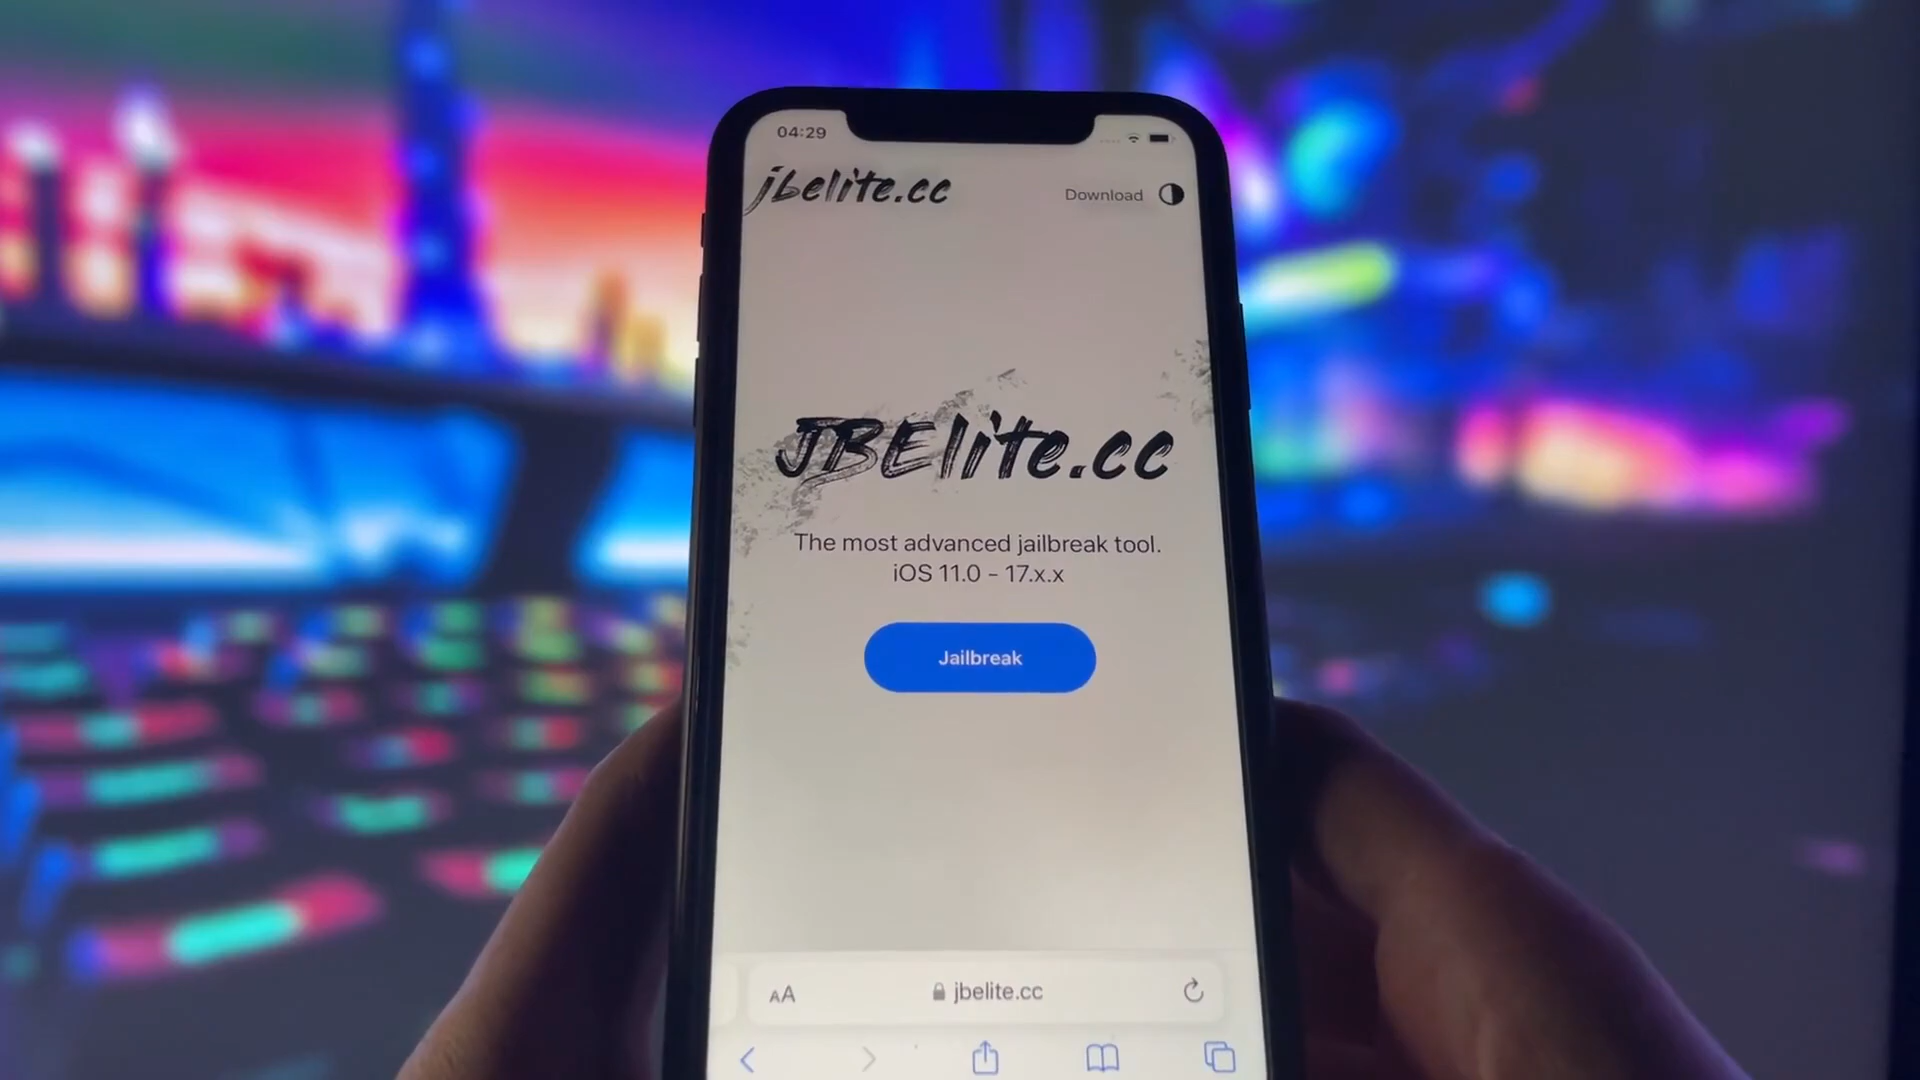 04:29
jbelite.cc
Download
JBElite.cc
The most advanced jailbreak tool.
iOS 11.0 - 17.x.x
Jailbreak
AA
jbelite.cc